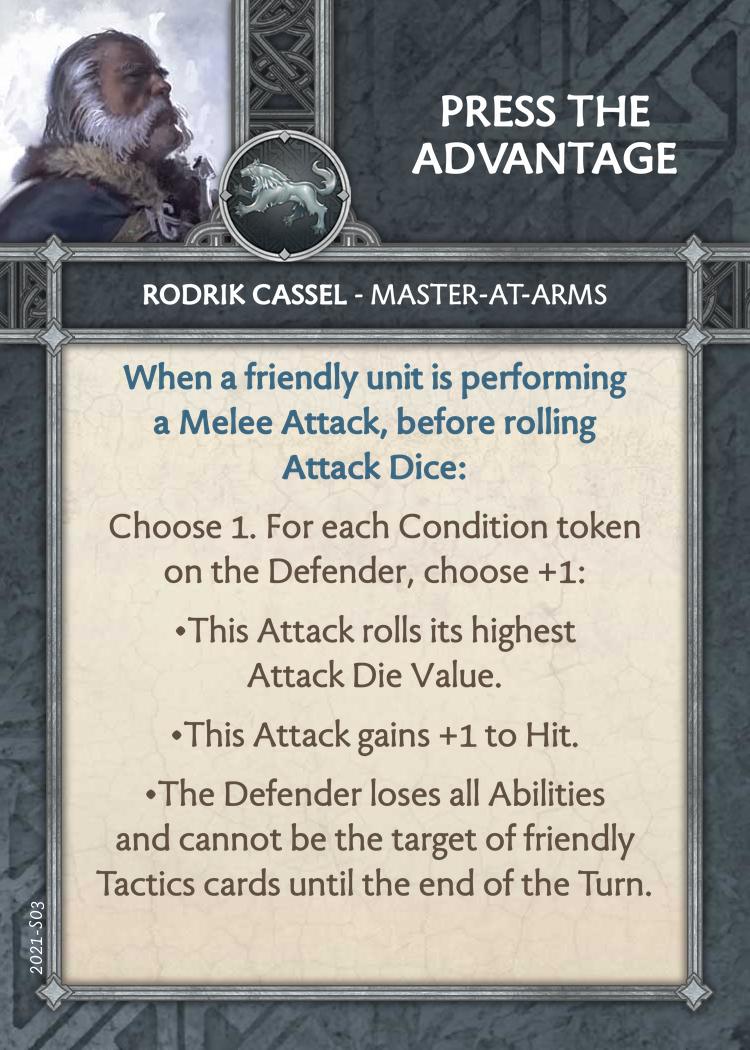 PRESS THE
ADVANTAGE
RODRIK CASSEL - MASTER-AT-ARMS
When a friendly unit is performing
a Melee Attack, before rolling
Attack Dice:
Choose 1. For each Condition token
on the Defender, choose +1:
•This Attack rolls its highest
Attack Die Value.
•This Attack gains +1 to Hit.
•The Defender loses all Abilities
and cannot be the target of friendly
Tactics cards until the end of the Turn.
2021-S03